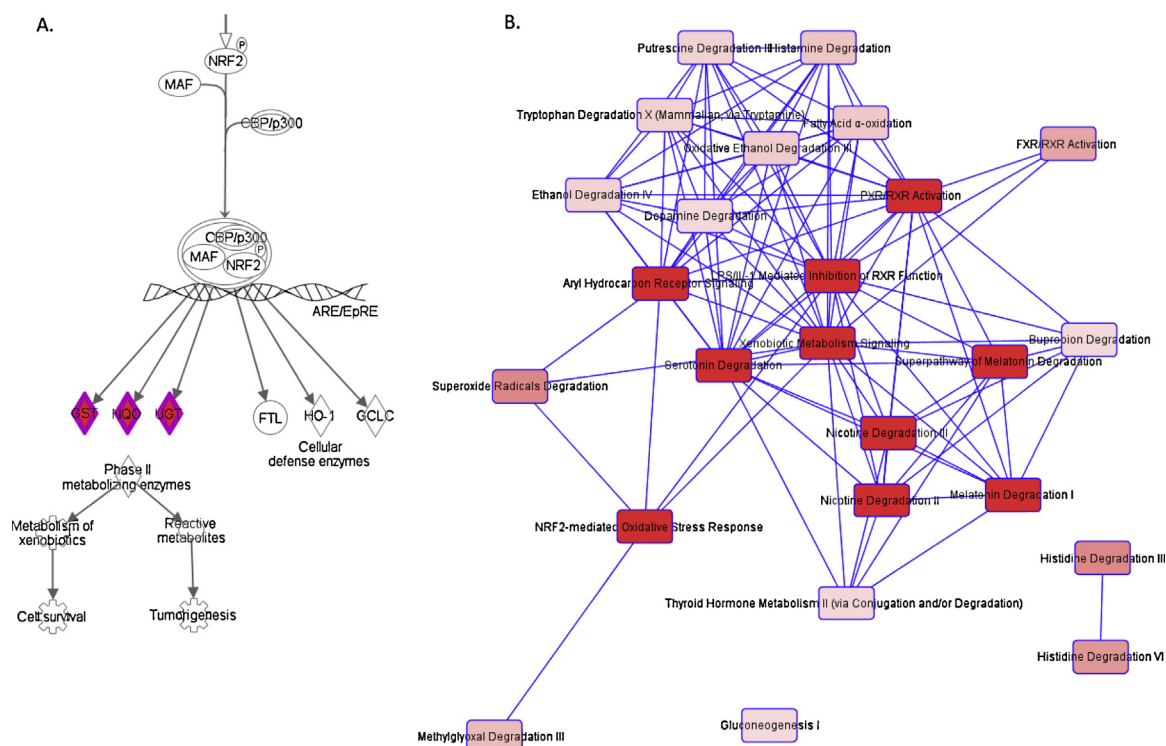 A.
P
NRF2
MAF
CBP/p300
CBP/p300
P
MAF
NRF2
ARE/EpRE
GST
NQO
UGT
FTL
HO-1
GCLC
Cellular
defense enzymes
Phase II
metabolizing enzymes
Metabolism of
xenobiotics
Reactive
metabolites
Cell survival
Tumorigenesis
B.
Putrescine Degradation III
Histamine Degradation
Tryptophan Degradation X (Mammalian, via Tryptamine)
Fatty Acid α-oxidation
Oxidative Ethanol Degradation III
FXR/RXR Activation
Ethanol Degradation IV
PXR/RXR Activation
Dopamine Degradation
LPS/IL-1 Mediated Inhibition of RXR Function
Aryl Hydrocarbon Receptor Signaling
Xenobiotic Metabolism Signaling
Bupropion Degradation
Serotonin Degradation
Superpathway of Melatonin Degradation
Superoxide Radicals Degradation
Nicotine Degradation III
Nicotine Degradation II
Melatonin Degradation I
NRF2-mediated Oxidative Stress Response
Histidine Degradation III
Thyroid Hormone Metabolism II (via Conjugation and/or Degradation)
Histidine Degradation VI
Gluconeogenesis I
Methylglyoxal Degradation III